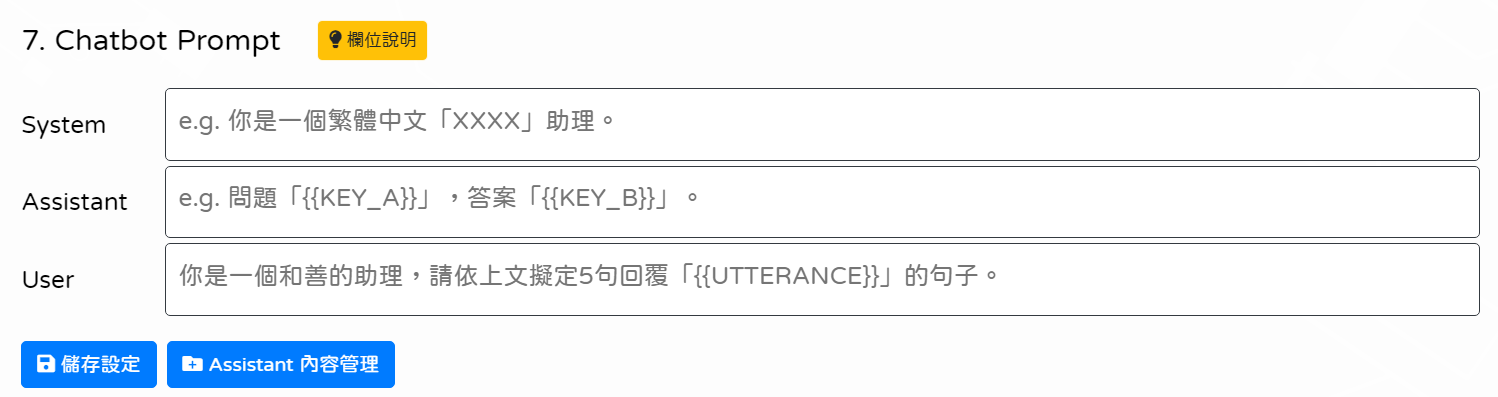 7. Chatbot Prompt 欄位說明
System e.g. 你是一個繁體中文「XXXX」助理。
Assistant e.g. 問題「{{KEY_A}}」，答案「{{KEY_B}}」。
User 你是一個和善的助理，請依上文擬定5句回覆「{{UTTERANCE}}」的句子。
儲存設定 Assistant 內容管理